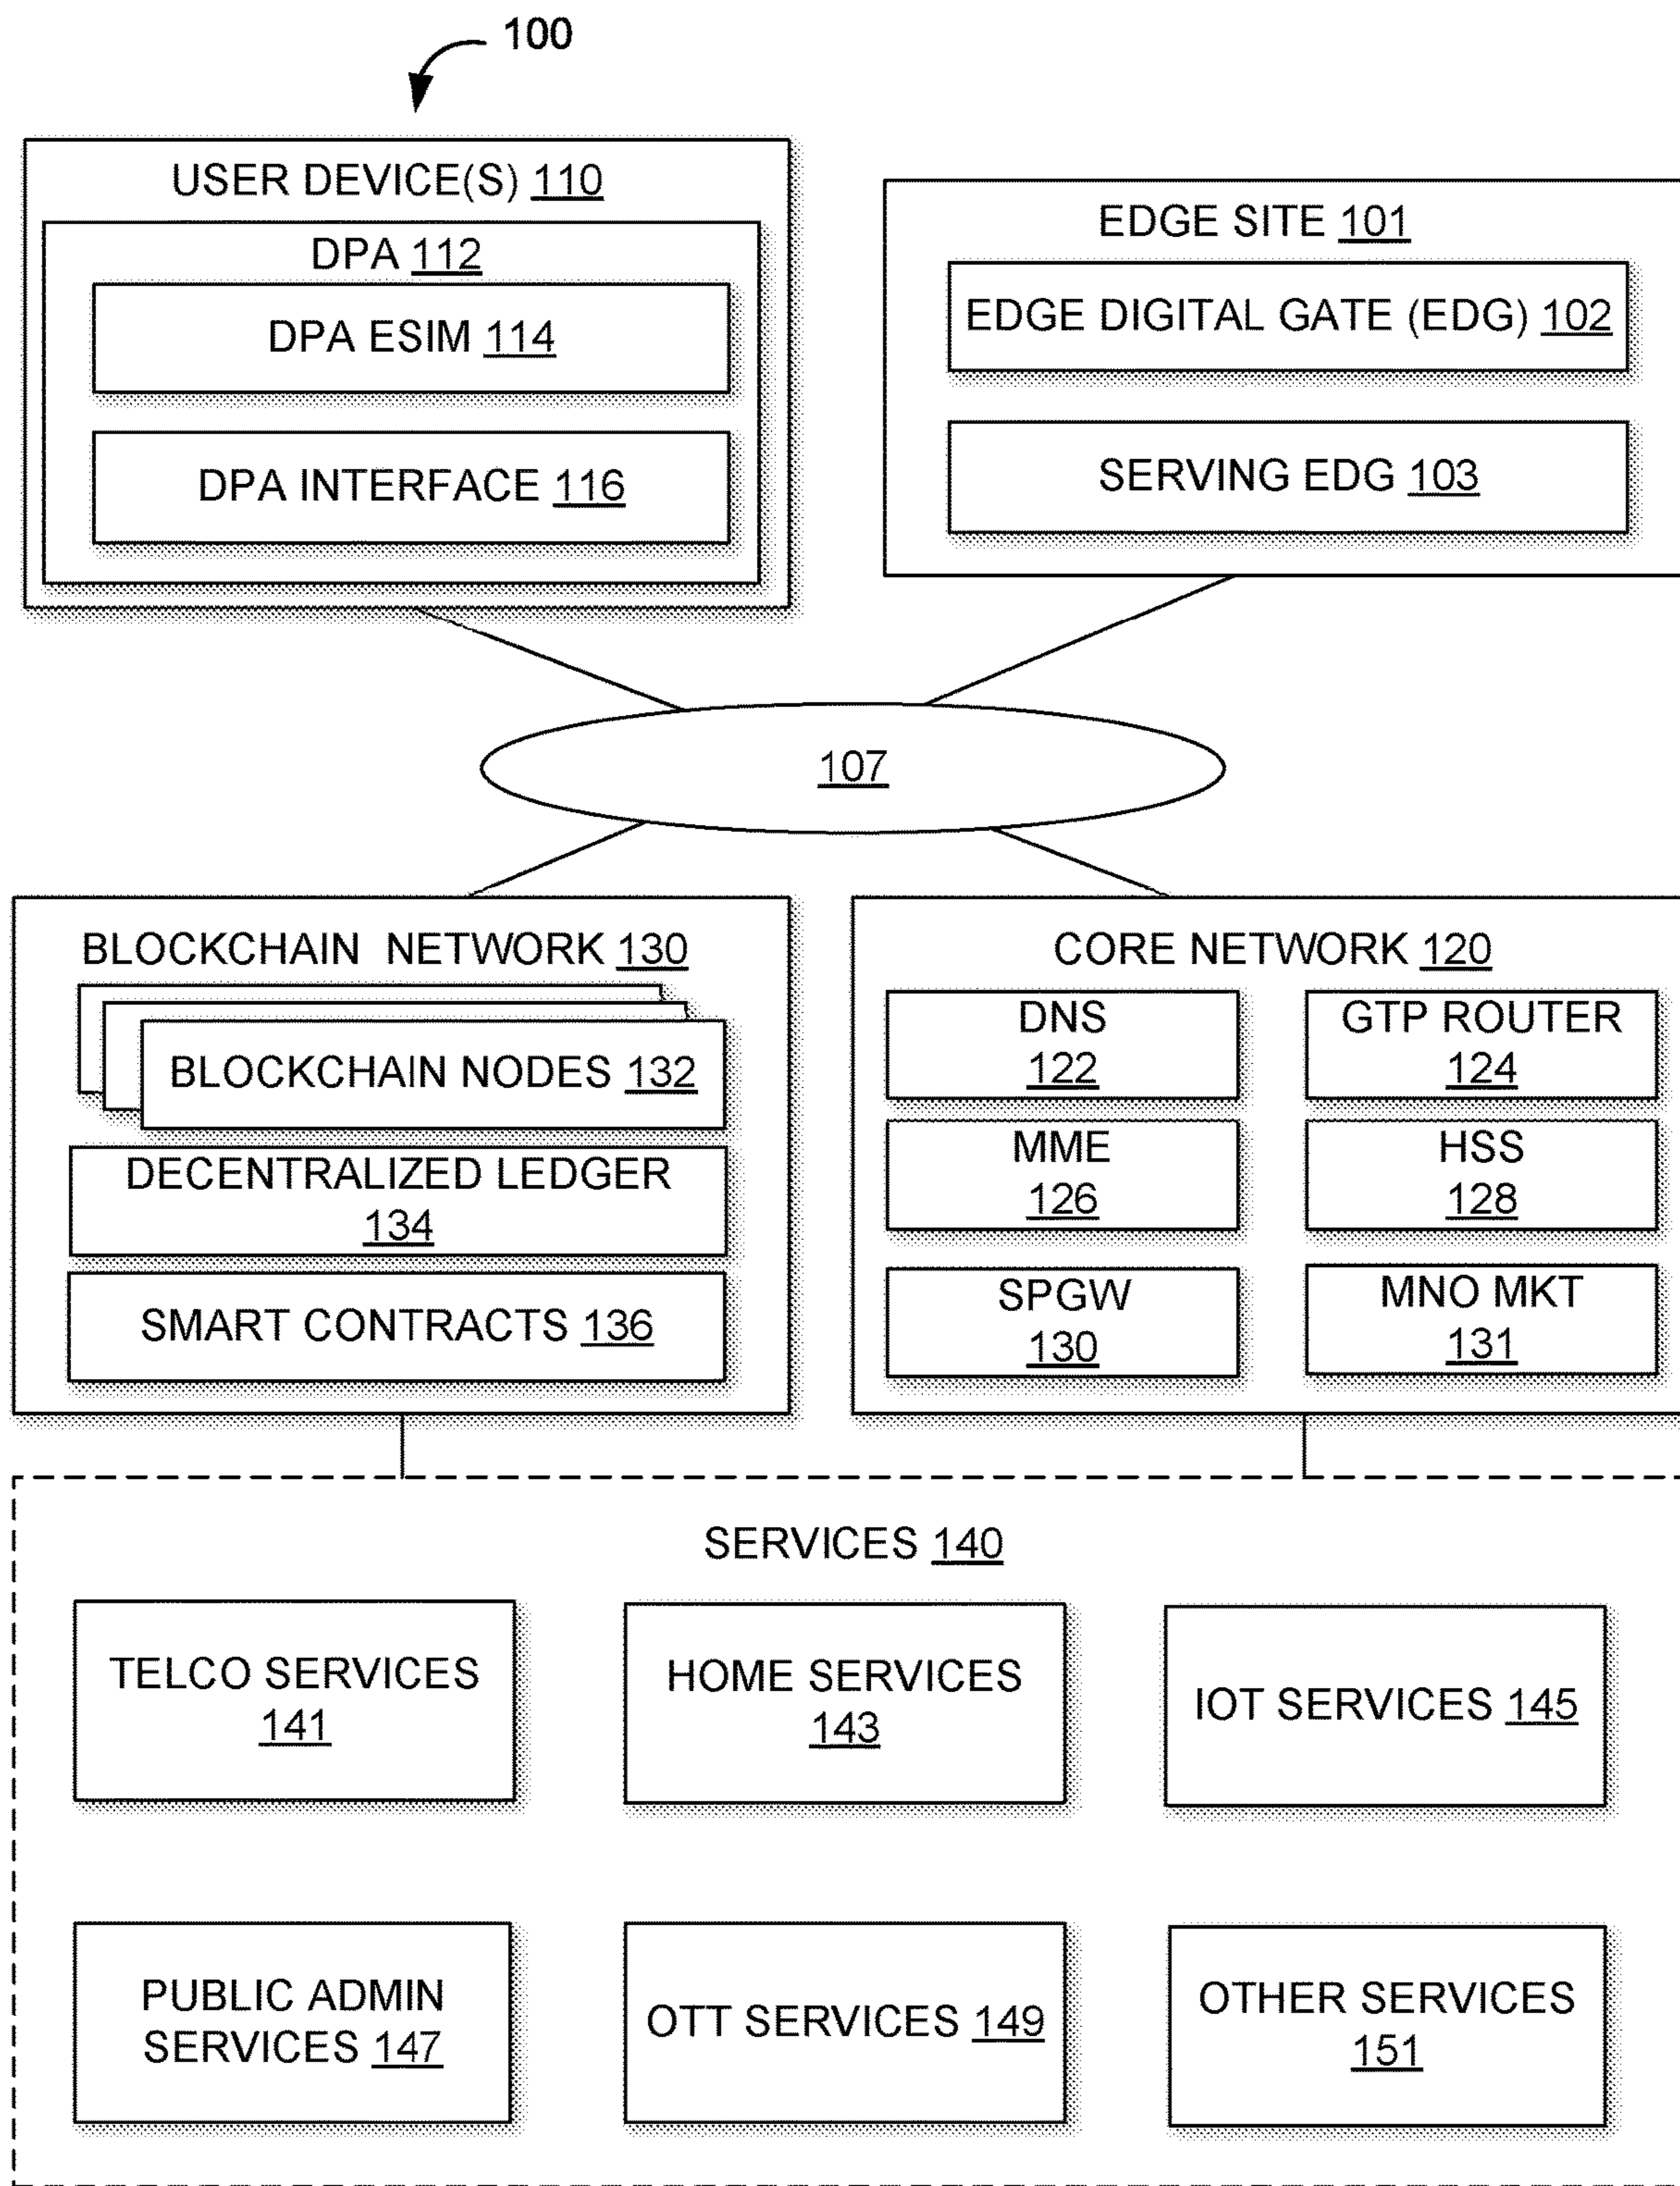 100
USER DEVICE(S) 110
DPA 112
DPA ESIM 114
DPA INTERFACE 116
EDGE SITE 101
EDGE DIGITAL GATE (EDG) 102
SERVING EDG 103
107
BLOCKCHAIN NETWORK 130
BLOCKCHAIN NODES 132
DECENTRALIZED LEDGER
134
SMART CONTRACTS 136
CORE NETWORK 120
DNS
122
GTP ROUTER
124
MME
126
HSS
128
SPGW
130
MNO MKT
131
SERVICES 140
TELCO SERVICES
141
HOME SERVICES
143
IOT SERVICES 145
PUBLIC ADMIN
SERVICES 147
OTT SERVICES 149
OTHER SERVICES
151